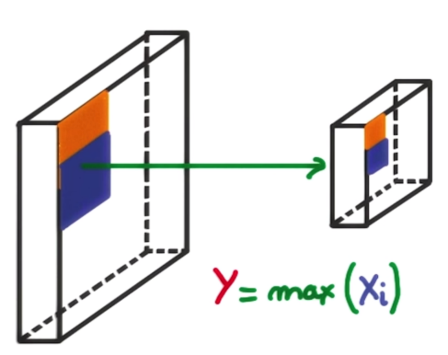 Y = max (Xi)